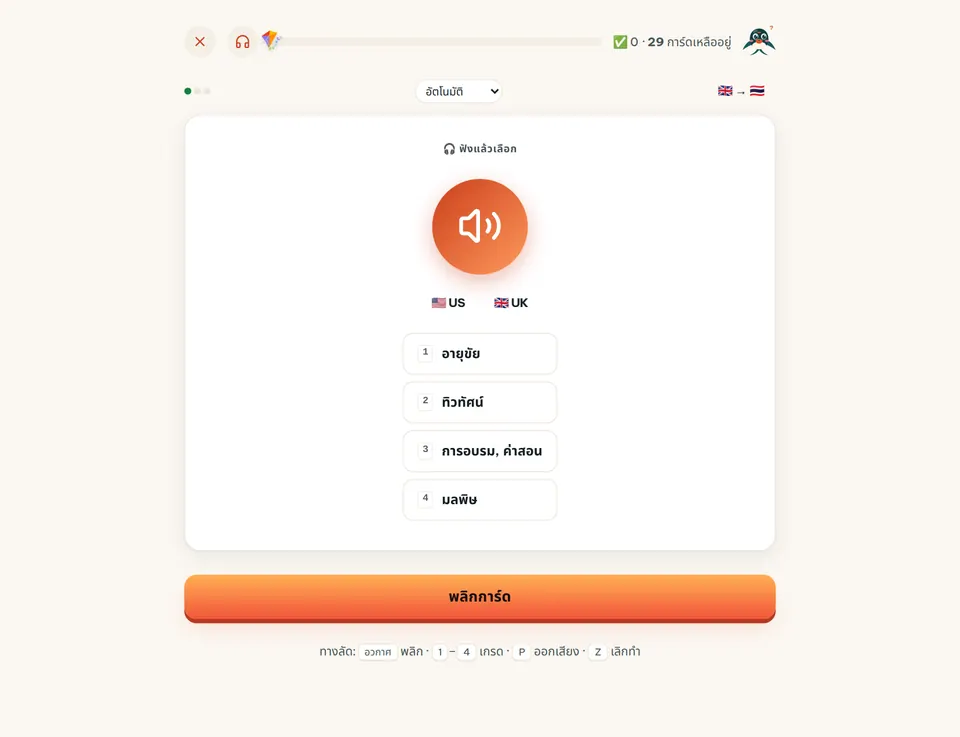 ✅ 0 · 29 การ์ดเหลืออยู่
อัตโนมัติ
🇬🇧 → 🇹🇭
🎧 ฟังแล้วเลือก
🇺🇸 US 🇬🇧 UK
1 อายุขัย
2 ทิวทัศน์
3 การอบรม, คำสอน
4 มลพิษ
พลิกการ์ด
ทางลัด: อวกาศ พลิก · 1 – 4 เกรด · P ออกเสียง · Z เลิกทำ